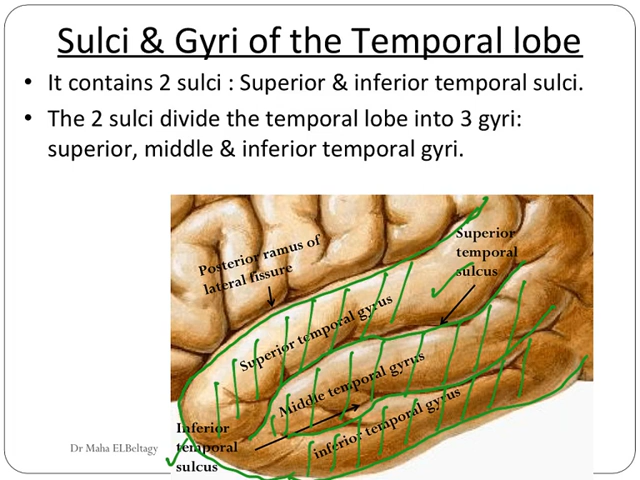 Sulci & Gyri of the Temporal lobe
• It contains 2 sulci : Superior & inferior temporal sulci.
• The 2 sulci divide the temporal lobe into 3 gyri:
superior, middle & inferior temporal gyri.
Posterior ramus of
lateral fissure
Superior
temporal
sulcus
Superior temporal gyrus
Middle temporal gyrus
inferior temporal gyrus
Inferior
temporal
sulcus
Dr Maha ELBeltagy